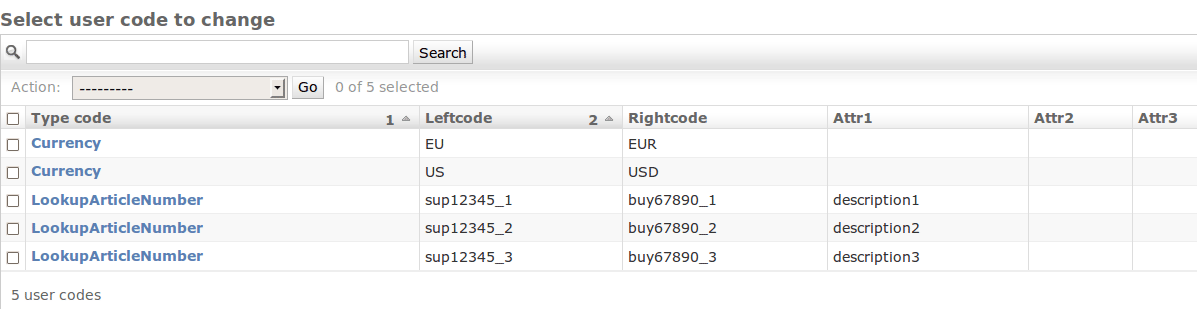 Select user code to change
Search
Action: --------- Go 0 of 5 selected
Type code 1 Leftcode 2 Rightcode Attr1 Attr2 Attr3
Currency EU EUR
Currency US USD
LookupArticleNumber sup12345_1 buy67890_1 description1
LookupArticleNumber sup12345_2 buy67890_2 description2
LookupArticleNumber sup12345_3 buy67890_3 description3
5 user codes